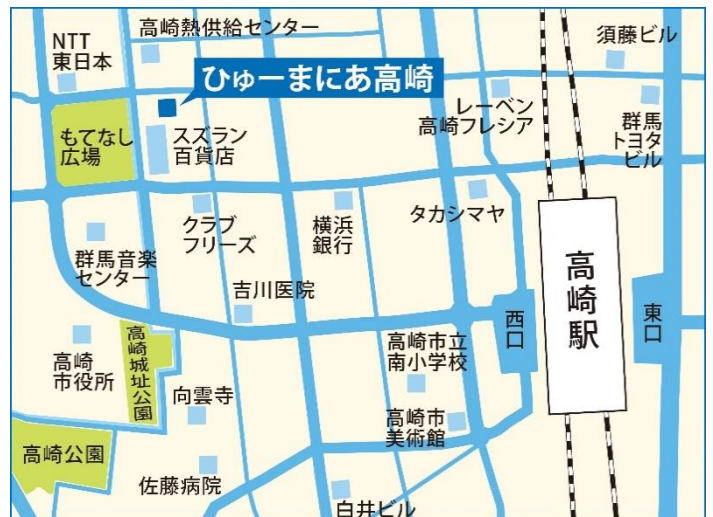 高崎熱供給センター
NTT
東日本
須藤ビル
ひゅーまにあ高崎
レーベン
高崎フレシア
群馬
トヨタ
ビル
もてなし
広場
スズラン
百貨店
クラブ
フリーズ
横浜
銀行
タカシマヤ
群馬音楽
センター
吉川医院
高崎駅
西口
東口
高崎
市役所
高崎城址公園
高崎市立
南小学校
向雲寺
高崎市
美術館
高崎公園
佐藤病院
白井ビル